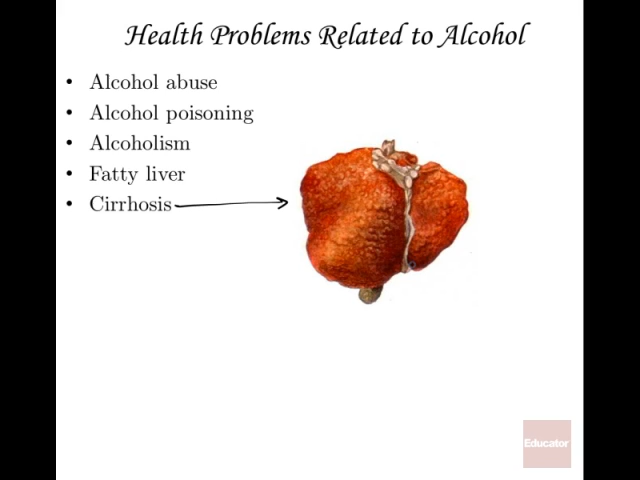 Health Problems Related to Alcohol
• Alcohol abuse
• Alcohol poisoning
• Alcoholism
• Fatty liver
• Cirrhosis
Educator